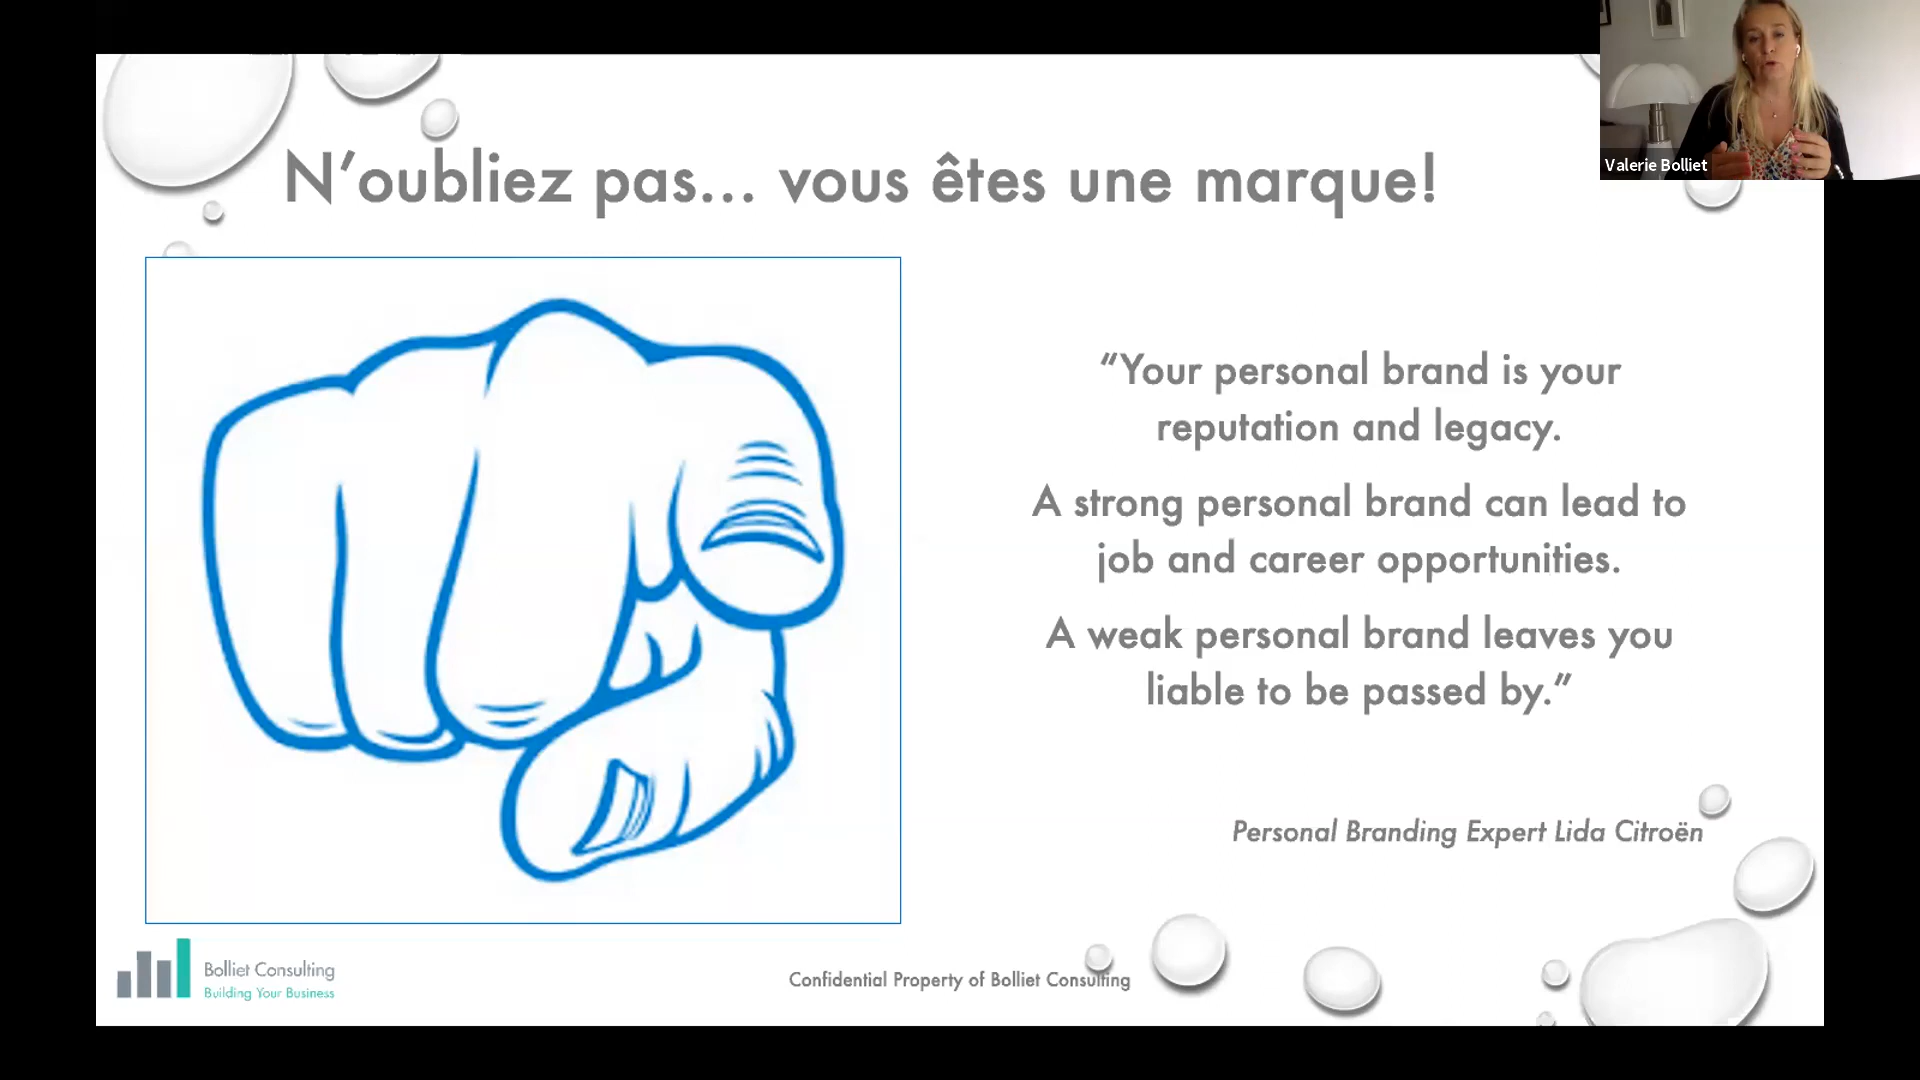 Valerie Bolliet
N’oubliez pas... vous êtes une marque!
“Your personal brand is your
reputation and legacy.
A strong personal brand can lead to
job and career opportunities.
A weak personal brand leaves you
liable to be passed by.”
Personal Branding Expert Lida Citroën
Bolliet Consulting
Building Your Business
Confidential Property of Bolliet Consulting